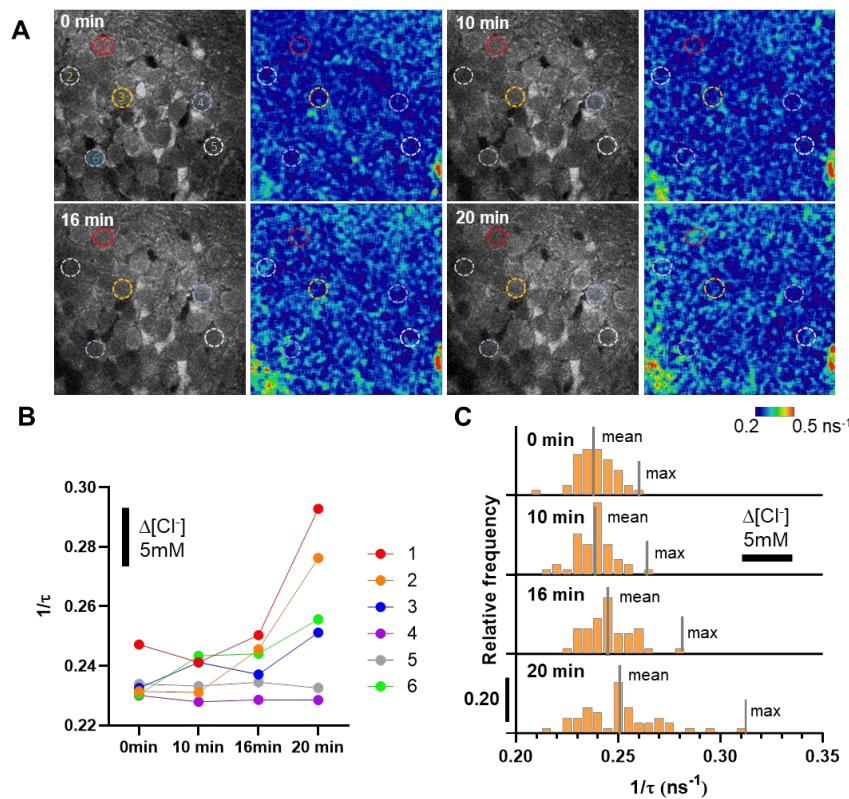 A
0 min
10 min
1
2
3
4
5
6
16 min
20 min
B
0.30
0.28
0.26
0.24
0.22
1/τ
Δ[Cl-]
5mM
0min
10 min
16min
20 min
1
2
3
4
5
6
C
0.2
0.5 ns-1
0 min
mean
max
10 min
mean
max
Δ[Cl-]
5mM
16 min
mean
max
20 min
mean
max
Relative frequency
0.20
0.20
0.25
0.30
0.35
1/τ (ns-1)